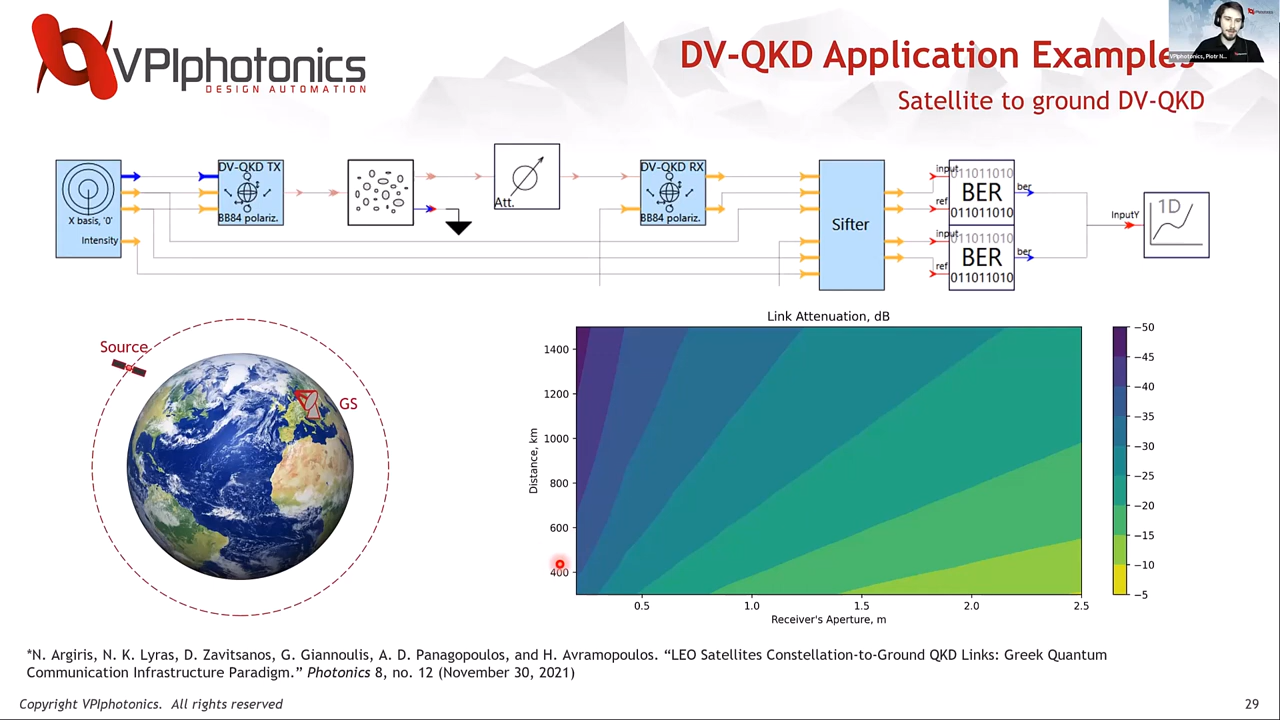 VPIphotonics
DESIGN AUTOMATION
DV-QKD Application Examples
VPIphotonics, Piotr N...
Satellite to ground DV-QKD
X basis, '0'
Intensity
DV-QKD TX
BB84 polariz.
Att.
DV-QKD RX
BB84 polariz.
Sifter
input
ref
011011010
BER
011011010
ber
input
ref
011011010
BER
011011010
ber
InputY
1D
Source
GS
Link Attenuation, dB
Distance, km
1400
1200
1000
800
600
400
0.5 1.0 1.5 2.0 2.5
Receiver's Aperture, m
−50
−45
−40
−35
−30
−25
−20
−15
−10
−5
*N. Argiris, N. K. Lyras, D. Zavitsanos, G. Giannoulis, A. D. Panagopoulos, and H. Avramopoulos. “LEO Satellites Constellation-to-Ground QKD Links: Greek Quantum
Communication Infrastructure Paradigm.” Photonics 8, no. 12 (November 30, 2021)
Copyright VPIphotonics. All rights reserved
29